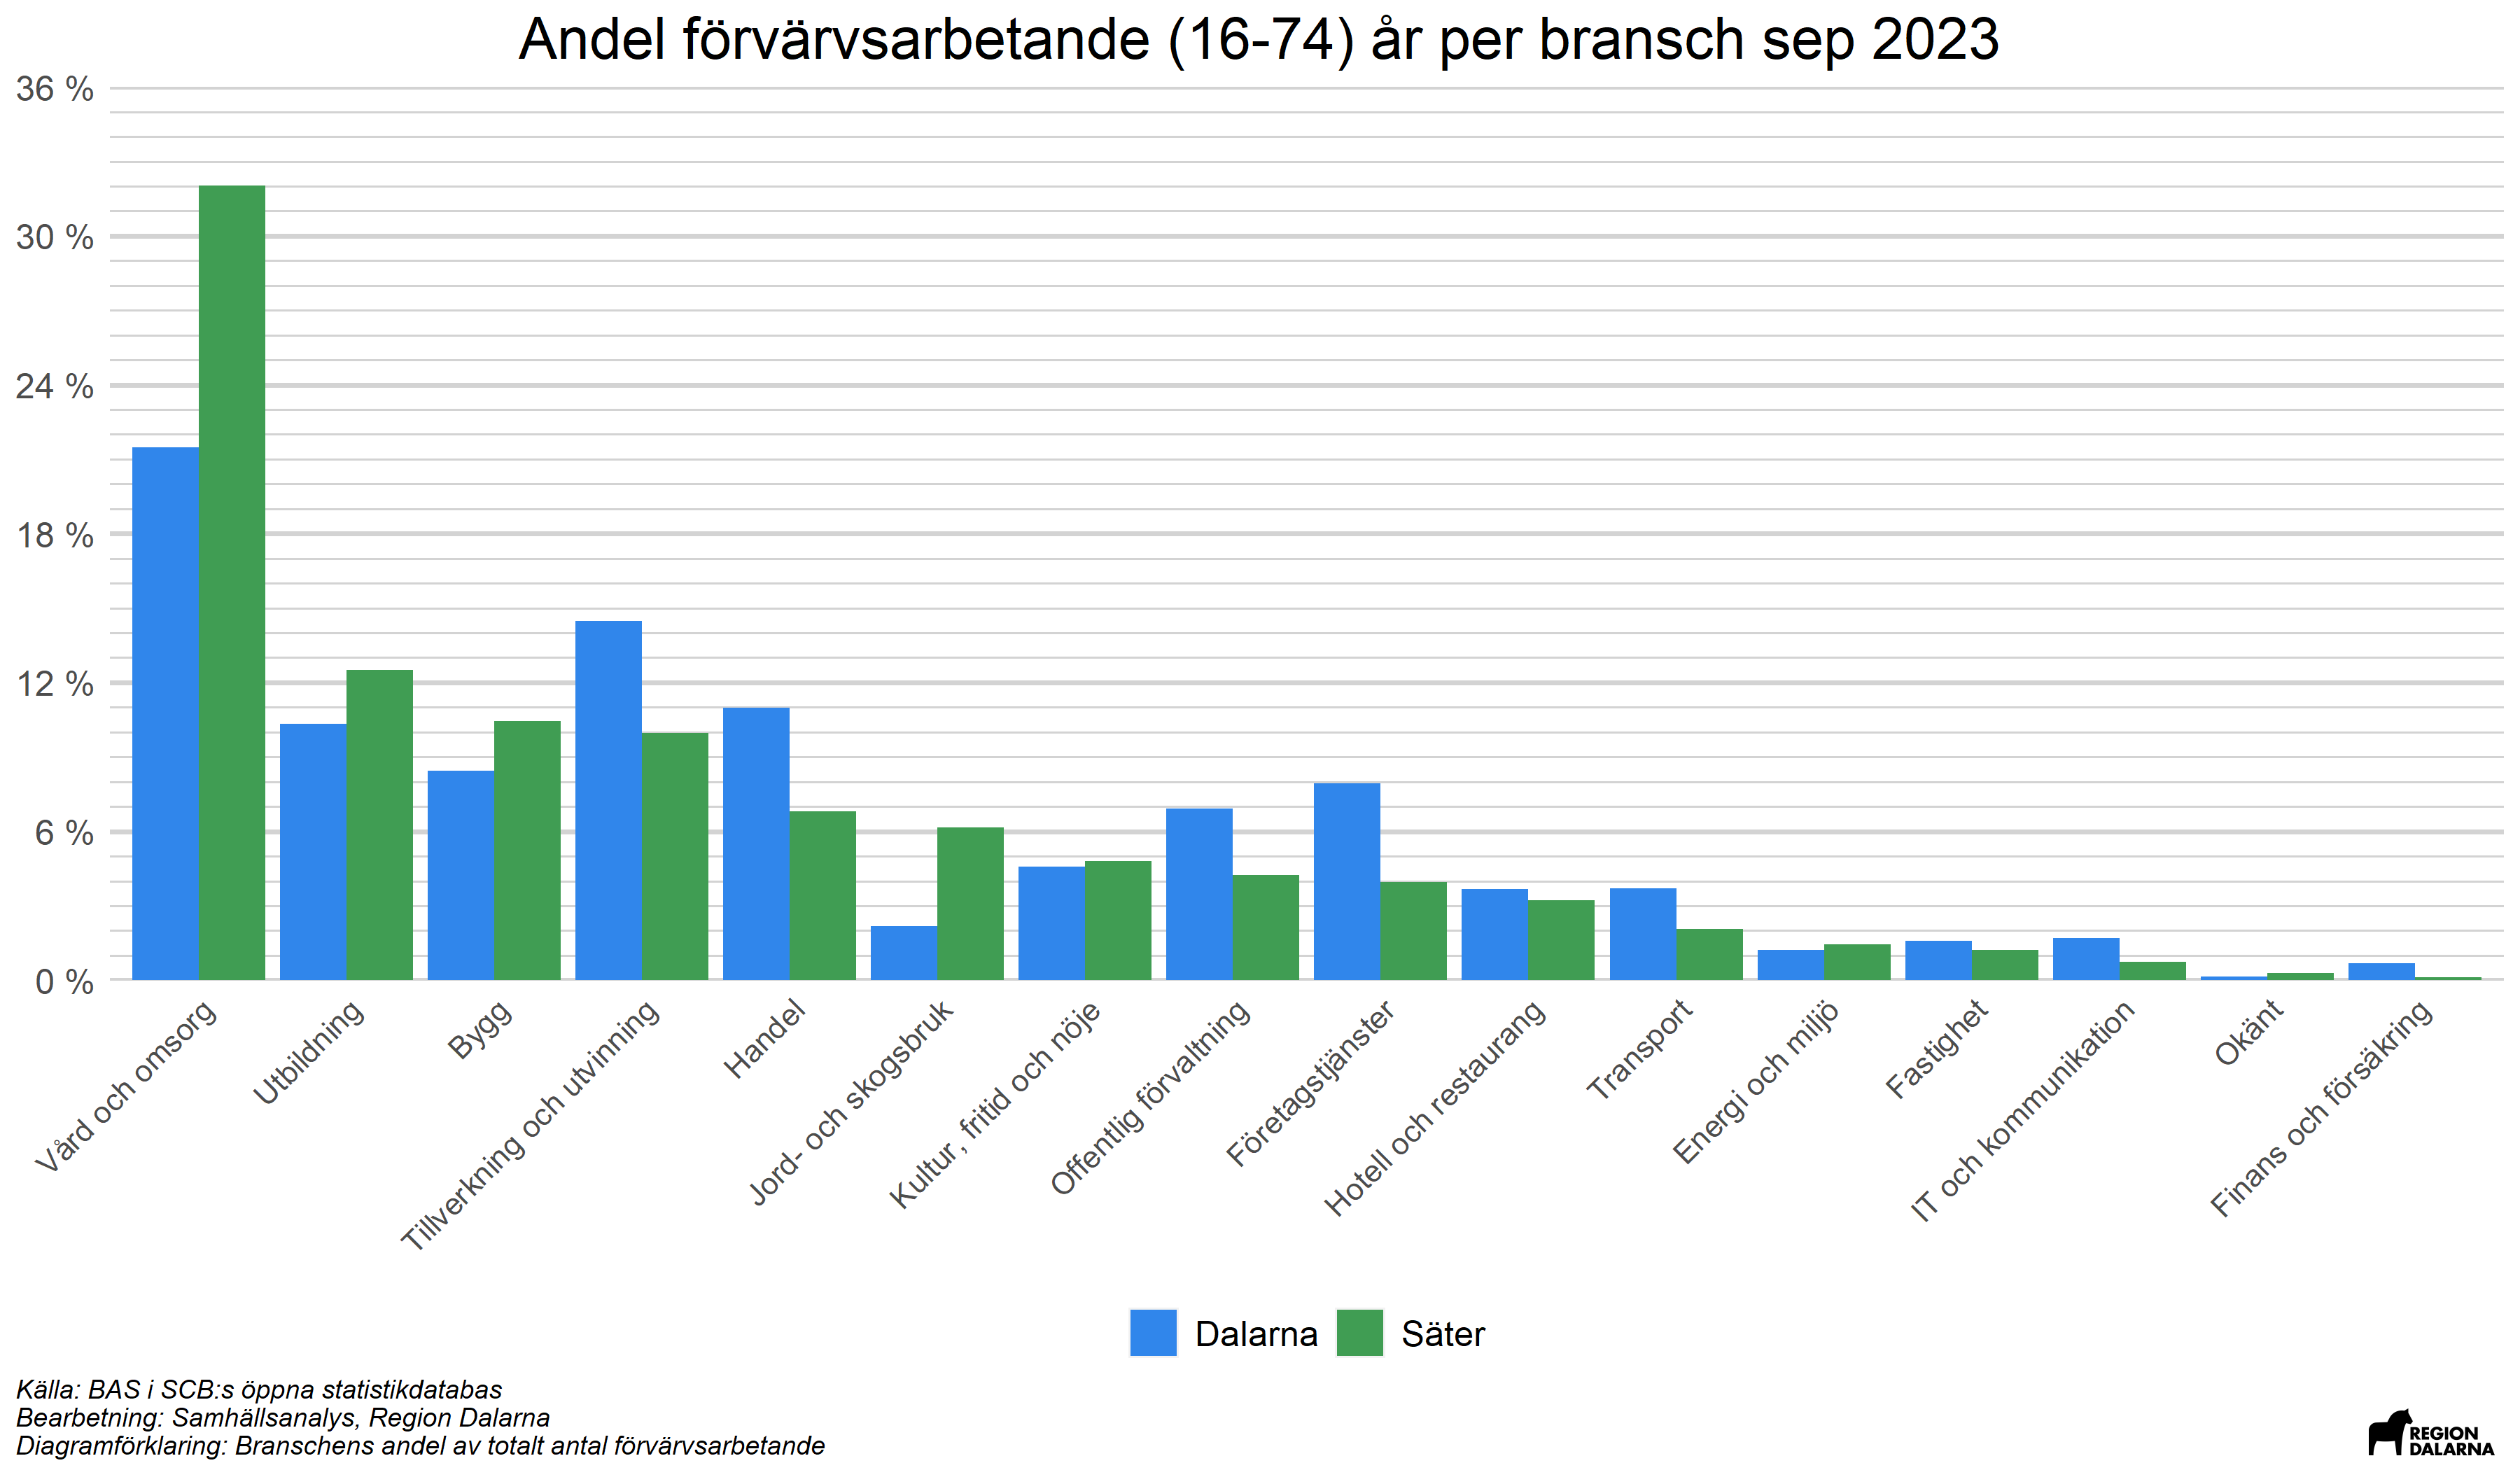 Andel förvärvsarbetande (16-74) år per bransch sep 2023
36 %
30 %
24 %
18 %
12 %
6 %
0 %
Vård och omsorg
Utbildning
Bygg
Tillverkning och utvinning
Handel
Jord- och skogsbruk
Kultur, fritid och nöje
Offentlig förvaltning
Företagstjänster
Hotell och restaurang
Transport
Energi och miljö
Fastighet
IT och kommunikation
Okänt
Finans och försäkring
Dalarna
Säter
Källa: BAS i SCB:s öppna statistikdatabas
Bearbetning: Samhällsanalys, Region Dalarna
Diagramförklaring: Branschens andel av totalt antal förvärvsarbetande
REGION
DALARNA